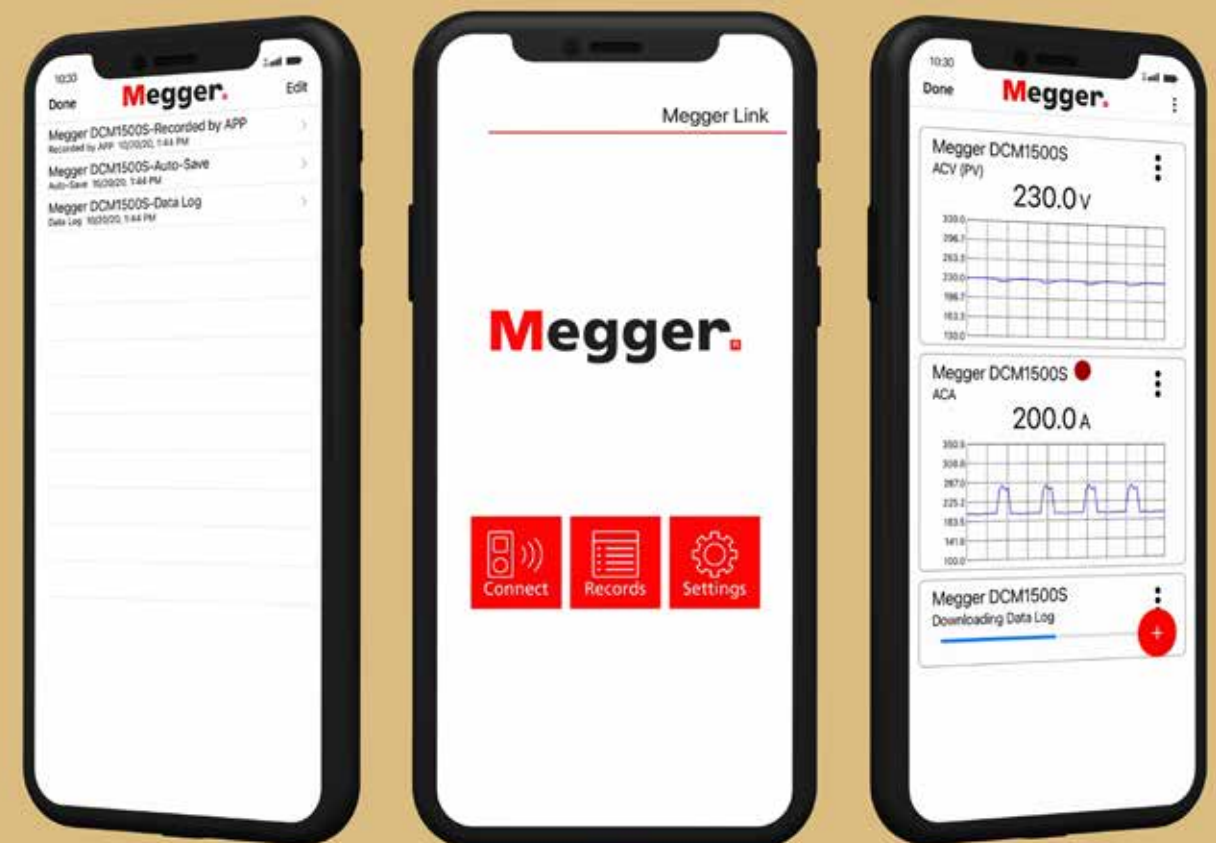 10:30
Done
Megger.
Edit
Megger DCM1500S-Recorded by APP
Recorded by APP 10/20/20, 1:44 PM
Megger DCM1500S-Auto-Save
Auto-Save 10/20/20, 1:44 PM
Megger DCM1500S-Data Log
Data Log 10/20/20, 1:44 PM
Megger Link
Megger.
Connect
Records
Settings
10:30
Done
Megger.
Megger DCM1500S
ACV (PV)
230.0 V
330.0
296.7
263.3
230.0
196.7
163.3
130.0
Megger DCM1500S
ACA
200.0 A
350.5
308.8
267.0
225.2
183.5
141.8
100.0
Megger DCM1500S
Downloading Data Log
+